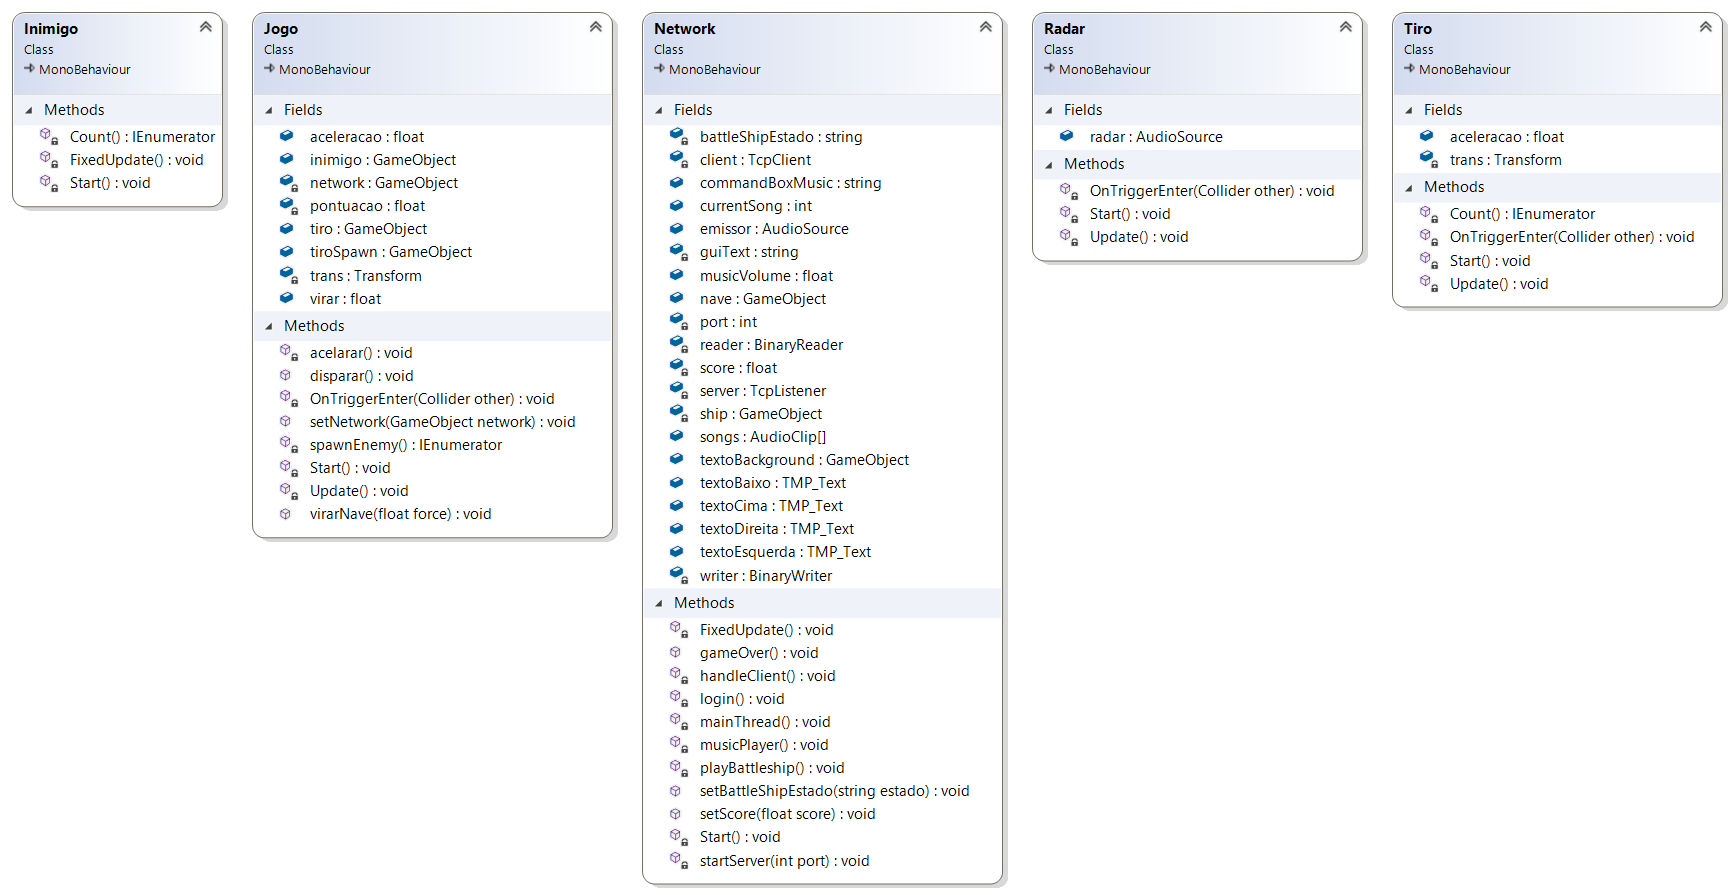 Inimigo
Class
MonoBehaviour
Methods
Count() : IEnumerator
FixedUpdate() : void
Start() : void
Jogo
Class
MonoBehaviour
Fields
aceleracao : float
inimigo : GameObject
network : GameObject
pontuacao : float
tiro : GameObject
tiroSpawn : GameObject
trans : Transform
virar : float
Methods
acelarar() : void
disparar() : void
OnTriggerEnter(Collider other) : void
setNetwork(GameObject network) : void
spawnEnemy() : IEnumerator
Start() : void
Update() : void
virarNave(float force) : void
Network
Class
MonoBehaviour
Fields
battleShipEstado : string
client : TcpClient
commandBoxMusic : string
currentSong : int
emissor : AudioSource
guiText : string
musicVolume : float
nave : GameObject
port : int
reader : BinaryReader
score : float
server : TcpListener
ship : GameObject
songs : AudioClip[]
textoBackground : GameObject
textoBaixo : TMP_Text
textoCima : TMP_Text
textoDireita : TMP_Text
textoEsquerda : TMP_Text
writer : BinaryWriter
Methods
FixedUpdate() : void
gameOver() : void
handleClient() : void
login() : void
mainThread() : void
musicPlayer() : void
playBattleship() : void
setBattleShipEstado(string estado) : void
setScore(float score) : void
Start() : void
startServer(int port) : void
Radar
Class
MonoBehaviour
Fields
radar : AudioSource
Methods
OnTriggerEnter(Collider other) : void
Start() : void
Update() : void
Tiro
Class
MonoBehaviour
Fields
aceleracao : float
trans : Transform
Methods
Count() : IEnumerator
OnTriggerEnter(Collider other) : void
Start() : void
Update() : void